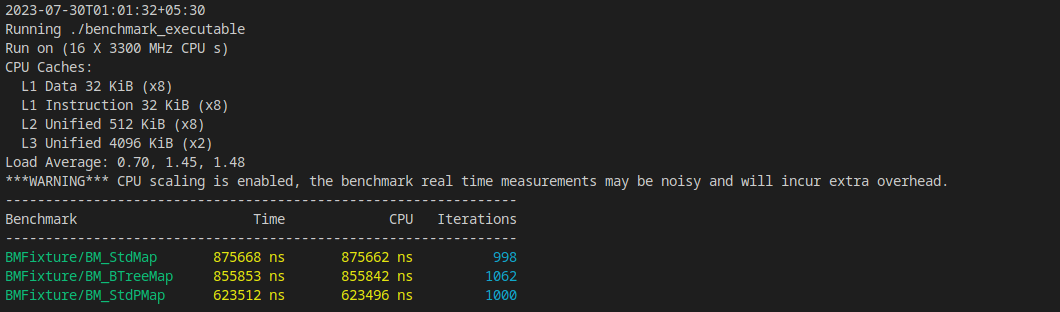 2023-07-30T01:01:32+05:30
Running ./benchmark_executable
Run on (16 X 3300 MHz CPU s)
CPU Caches:
  L1 Data 32 KiB (x8)
  L1 Instruction 32 KiB (x8)
  L2 Unified 512 KiB (x8)
  L3 Unified 4096 KiB (x2)
Load Average: 0.70, 1.45, 1.48
***WARNING*** CPU scaling is enabled, the benchmark real time measurements may be noisy and will incur extra overhead.
----------------------------------------------------------------
Benchmark                      Time             CPU   Iterations
----------------------------------------------------------------
BMFixture/BM_StdMap       875668 ns       875662 ns          998
BMFixture/BM_BTreeMap     855853 ns       855842 ns         1062
BMFixture/BM_StdPMap      623512 ns       623496 ns         1000